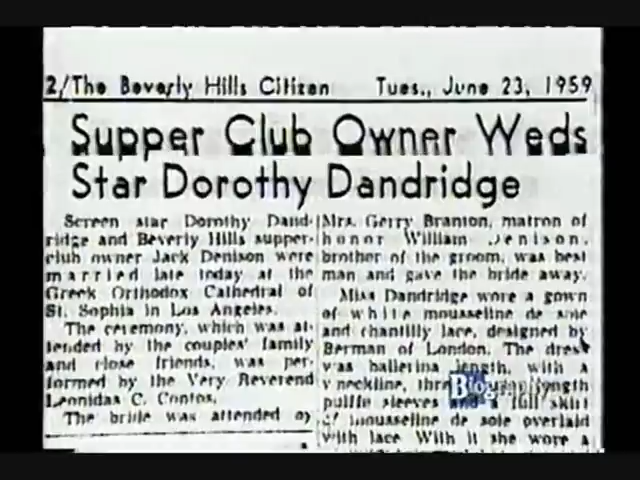 2/The Beverly Hills Citizen Tues., June 23, 1959
Supper Club Owner Weds
Star Dorothy Dandridge
Screen star Dorothy Dand-
ridge and Beverly Hills supper-
club owner Jack Denison were
married late today at the
Greek Orthodox Cathedral of
St. Sophia in Los Angeles.
The ceremony, which was at-
tended by the couples' family
and close friends, was per-
formed by the Very Reverend
Leonidas C. Contos.
The bride was attended by
Mrs. Gerry Branton, matron of
honor William Denison,
brother of the groom, was best
man and gave the bride away.
Miss Dandridge wore a gown
of white mousseline de soie
and chantilly lace, designed by
Berman of London. The dress
was ballerina length, with a
v neckline, length
puffle sleeves and a full skirt
of mousseline de soie overlaid
with lace With it she wore a
Biography